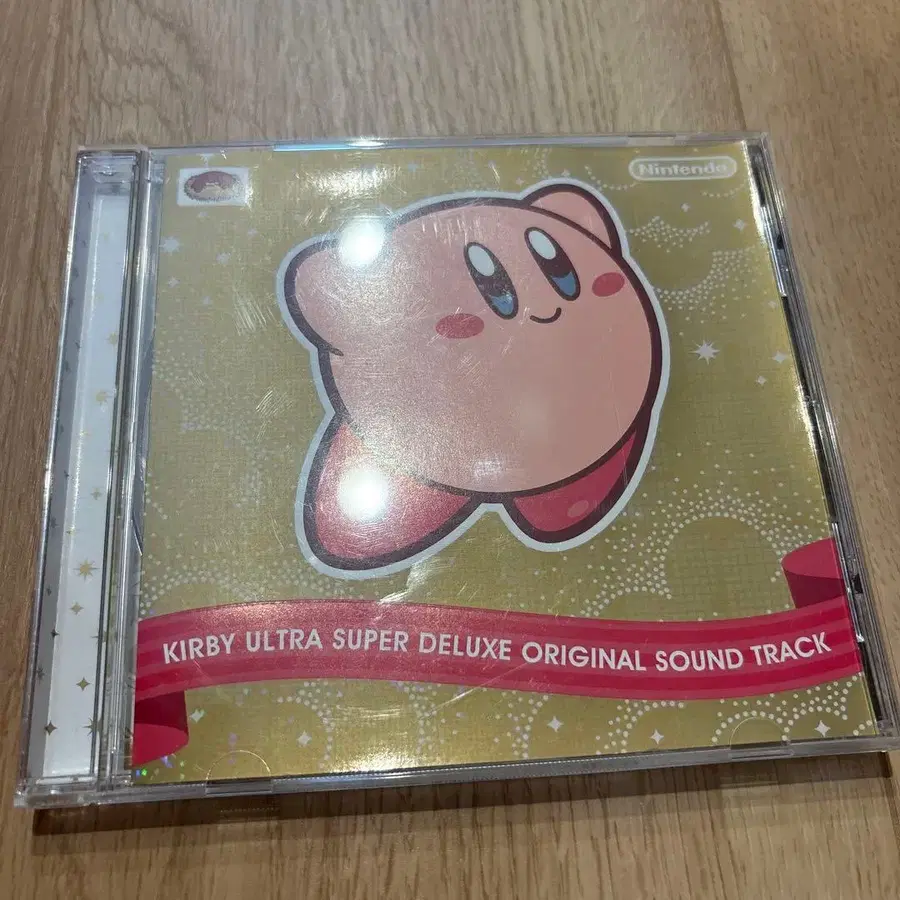 Nintendo
KIRBY ULTRA SUPER DELUXE ORIGINAL SOUND TRACK